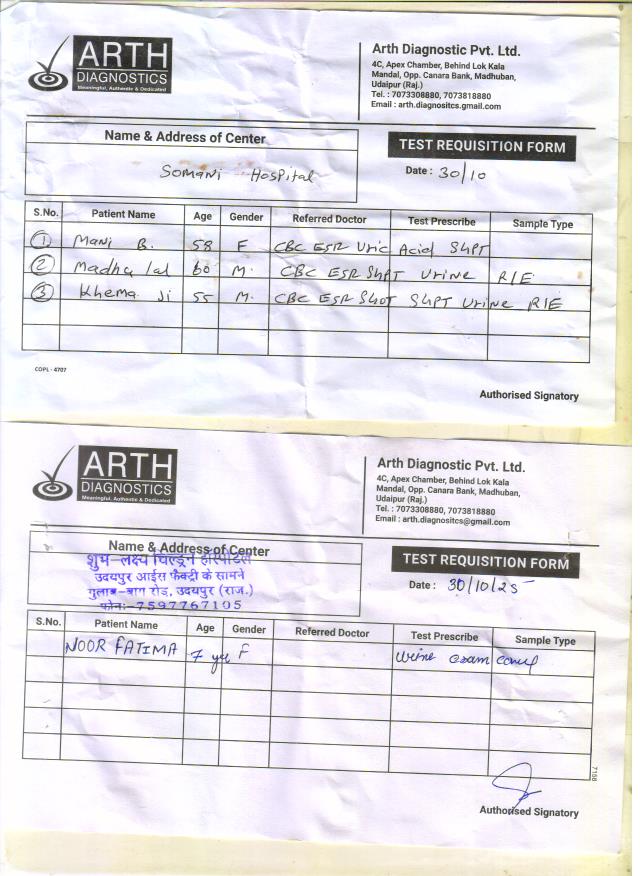 ARTH
DIAGNOSTICS
Meaningful, Authentic & Dedicated
Arth Diagnostic Pvt. Ltd.
4C, Apex Chamber, Behind Lok Kala
Mandal, Opp. Canara Bank, Madhuban,
Udaipur (Raj.)
Tel. : 7073308880, 7073818880
Email : arth.diagnositcs.gmail.com
Name & Address of Center
Somani Hospital
TEST REQUISITION FORM
Date : 30/10
S.No. Patient Name Age Gender Referred Doctor Test Prescribe Sample Type
1 Mani B. 58 F CBC ESR Uric Acid SGPT
2 Madhu lal 60 M. CBC ESR SGPT Urine R/E
3 Khema Ji 55 M. CBC ESR SGOT SGPT Urine R/E
COPL - 4707
Authorised Signatory
ARTH
DIAGNOSTICS
Meaningful, Authentic & Dedicated
Arth Diagnostic Pvt. Ltd.
4C, Apex Chamber, Behind Lok Kala
Mandal, Opp. Canara Bank, Madhuban,
Udaipur (Raj.)
Tel. : 7073308880, 7073818880
Email : arth.diagnositcs@gmail.com
Name & Address of Center
शुभ-लक्ष्य चिल्ड्रन हॉस्पीटल
उदयपुर आईस फैक्ट्री के सामने
गुलाब-बाग रोड, उदयपुर (राज.)
फोन:-7597767105
TEST REQUISITION FORM
Date : 30/10/25
S.No. Patient Name Age Gender Referred Doctor Test Prescribe Sample Type
NOOR FATIMA 7 yrs F Urine exam
7108
Authorised Signatory